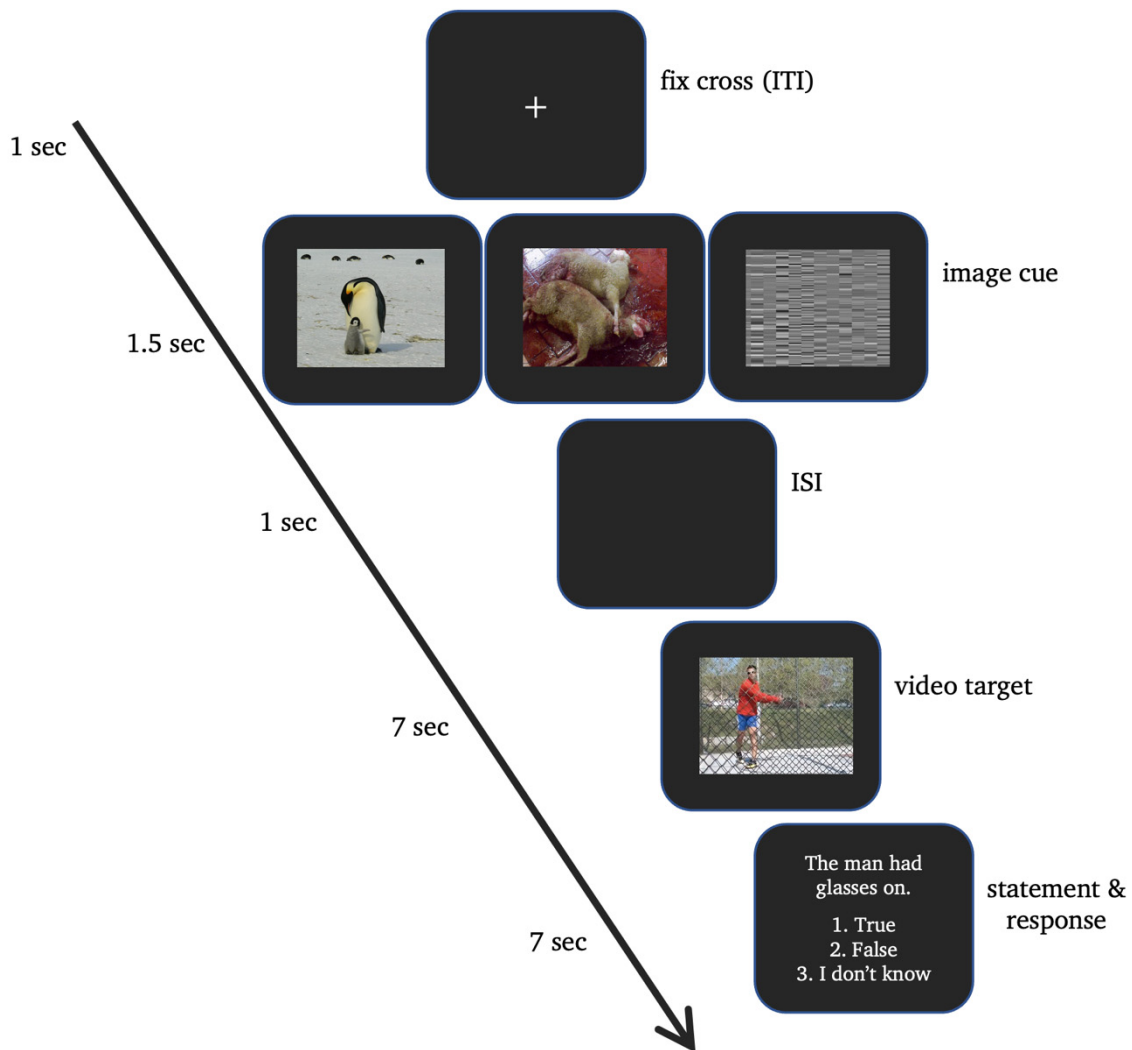 fix cross (ITI)
1 sec
image cue
1.5 sec
ISI
1 sec
video target
7 sec
The man had
glasses on.
1. True
2. False
3. I don’t know
statement &
response
7 sec